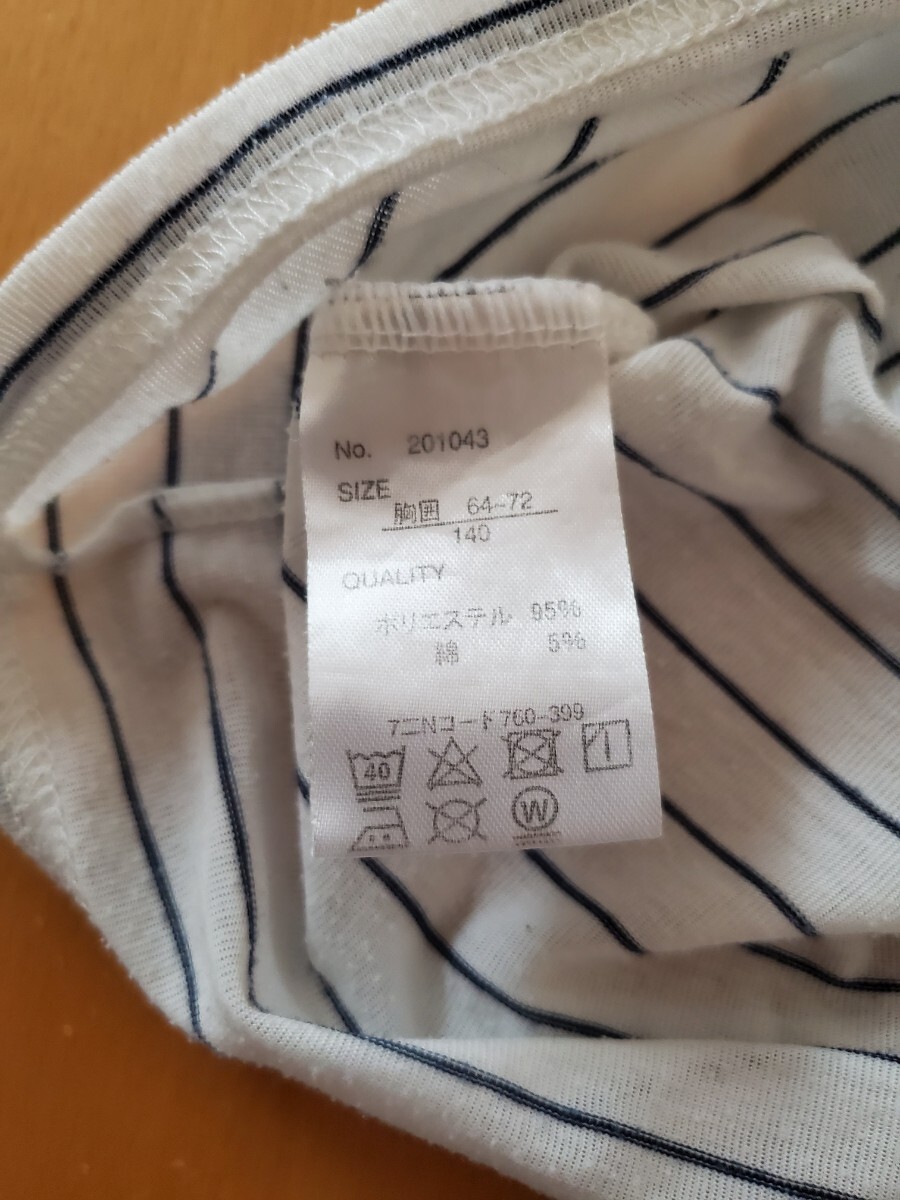 No. 201043
SIZE
胸囲 64~72
140
QUALITY
ポリエステル 95%
綿 5%
7ニNコード760-399
40
W